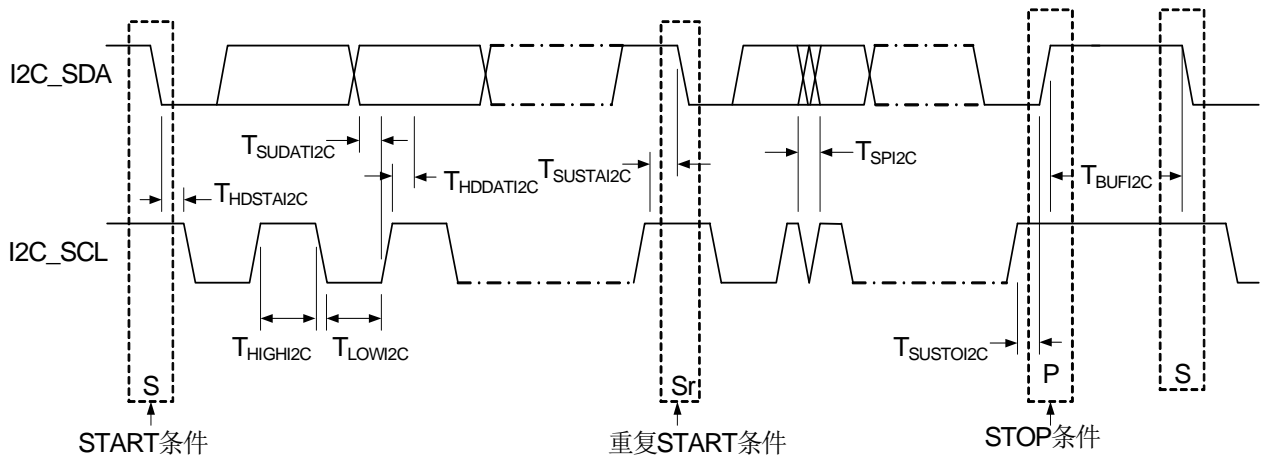 I2C_SDA
T_SUDATI2C
T_HDSTAI2C
T_HDDATI2C
T_SUSTAI2C
T_SPI2C
T_BUFI2C
I2C_SCL
T_HIGHI2C
T_LOWI2C
T_SUSTOI2C
S
Sr
P
S
START条件
重复START条件
STOP条件